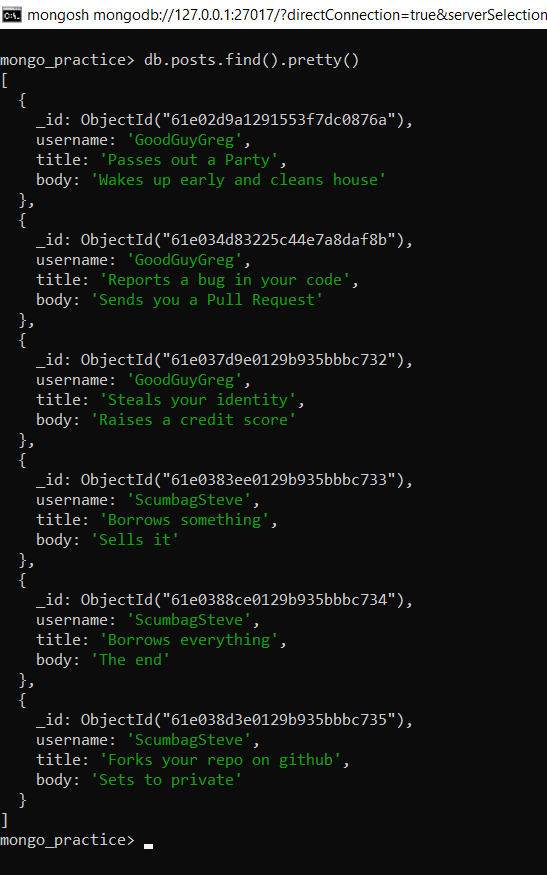 mongosh mongodb://127.0.0.1:27017/?directConnection=true&serverSelection
mongo_practice> db.posts.find().pretty()
[
  {
    _id: ObjectId("61e02d9a1291553f7dc0876a"),
    username: 'GoodGuyGreg',
    title: 'Passes out a Party',
    body: 'Wakes up early and cleans house'
  },
  {
    _id: ObjectId("61e034d83225c44e7a8daf8b"),
    username: 'GoodGuyGreg',
    title: 'Reports a bug in your code',
    body: 'Sends you a Pull Request'
  },
  {
    _id: ObjectId("61e037d9e0129b935bbbc732"),
    username: 'GoodGuyGreg',
    title: 'Steals your identity',
    body: 'Raises a credit score'
  },
  {
    _id: ObjectId("61e0383ee0129b935bbbc733"),
    username: 'ScumbagSteve',
    title: 'Borrows something',
    body: 'Sells it'
  },
  {
    _id: ObjectId("61e0388ce0129b935bbbc734"),
    username: 'ScumbagSteve',
    title: 'Borrows everything',
    body: 'The end'
  },
  {
    _id: ObjectId("61e038d3e0129b935bbbc735"),
    username: 'ScumbagSteve',
    title: 'Forks your repo on github',
    body: 'Sets to private'
  }
]
mongo_practice>